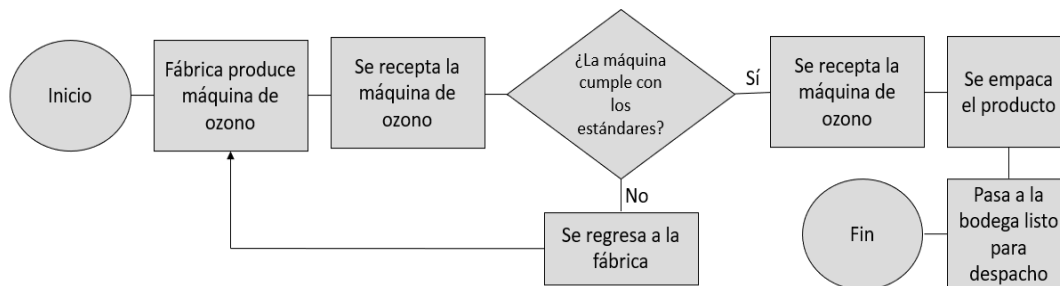 Inicio
Fábrica produce
máquina de
ozono
Se recepta la
máquina de
ozono
¿La máquina
cumple con
los
estándares?
Sí
Se recepta la
máquina de
ozono
Se empaca
el producto
No
Se regresa a la
fábrica
Pasa a la
bodega listo
para
despacho
Fin